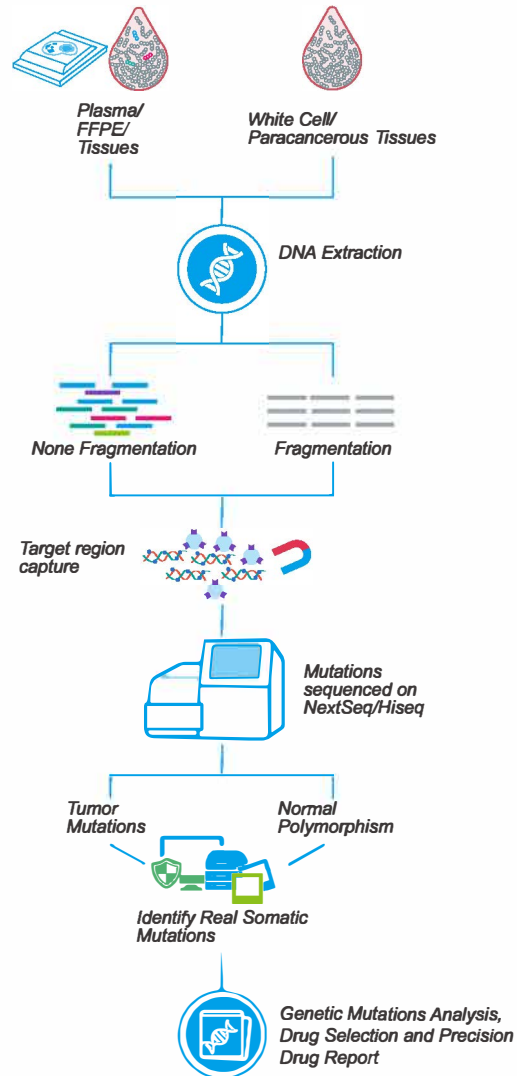 Plasma/
FFPE/
Tissues
White Cell/
Paracancerous Tissues
DNA Extraction
None Fragmentation
Fragmentation
Target region
capture
Mutations
sequenced on
NextSeq/Hiseq
Tumor
Mutations
Normal
Polymorphism
Identify Real Somatic
Mutations
Genetic Mutations Analysis,
Drug Selection and Precision
Drug Report